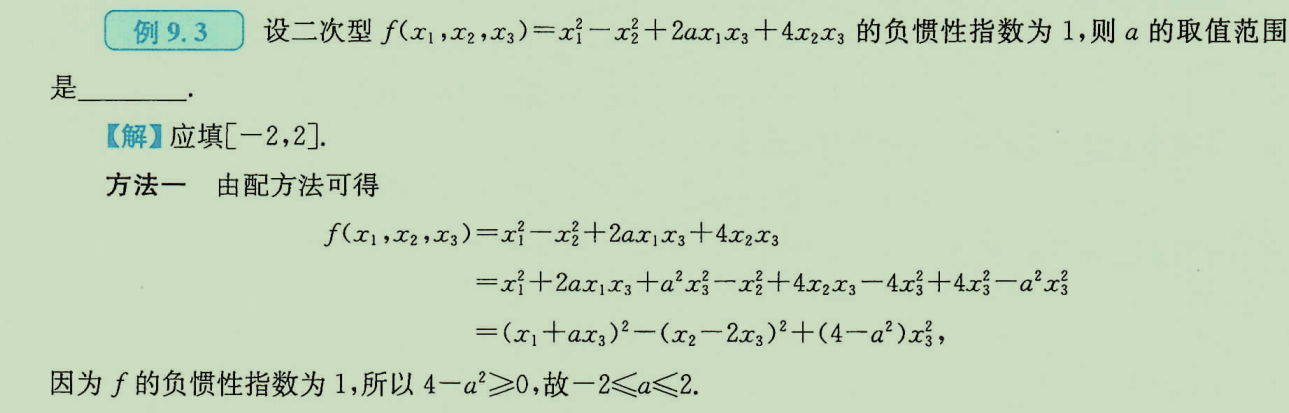 例 9.3 设二次型 f(x₁,x₂,x₃)=x₁²-x₂²+2ax₁x₃+4x₂x₃ 的负惯性指数为 1,则 a 的取值范围
是________.
【解】应填[-2,2].
方法一 由配方法可得
f(x₁,x₂,x₃)=x₁²-x₂²+2ax₁x₃+4x₂x₃
=x₁²+2ax₁x₃+a²x₃²-x₂²+4x₂x₃-4x₃²+4x₃²-a²x₃²
=(x₁+ax₃)²-(x₂-2x₃)²+(4-a²)x₃²,
因为 f 的负惯性指数为 1,所以 4-a²⩾0,故-2⩽a⩽2.